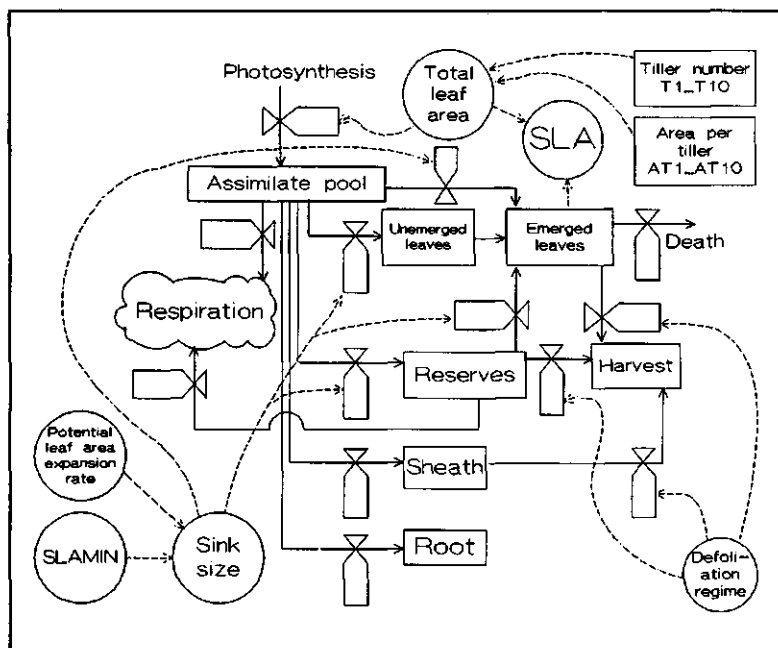 Photosynthesis
Total
leaf
area
Tiller number
T1_T10
SLA
Area per
tiller
AT1_AT10
Assimilate pool
Unemerged
leaves
Emerged
leaves
Death
Respiration
Reserves
Harvest
Potential
leaf area
expansion
rate
Sheath
SLAMIN
Sink
size
Root
Defoli-
ation
regime